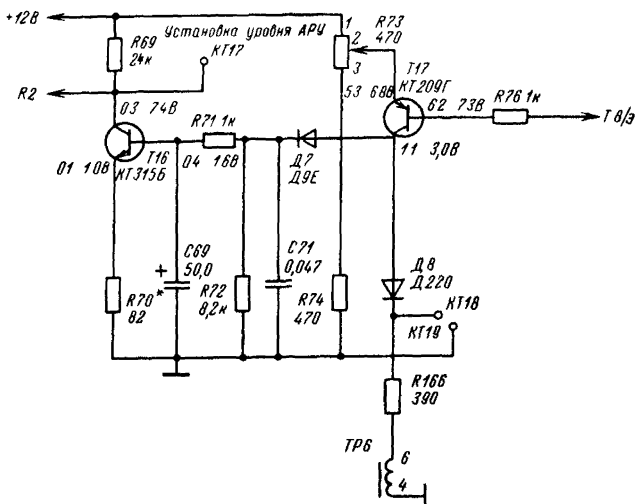 +12В
R69
24к
Установка уровня АРУ
КТ17
1
2
3
R73
470
Т17
КТ209Г
R2
03 7,4В
53 6,8В
62 7,3В
R76 1к
Т8/э
R71 1к
Т16
КТ315Б
01 1,0В
04 1,6В
Д7
Д9Е
11 3,0В
+
C69
50,0
*
R70
82
R72
8,2к
C71
0,047
R74
470
Д8
Д220
КТ18
КТ19
R166
390
ТР6
6
4